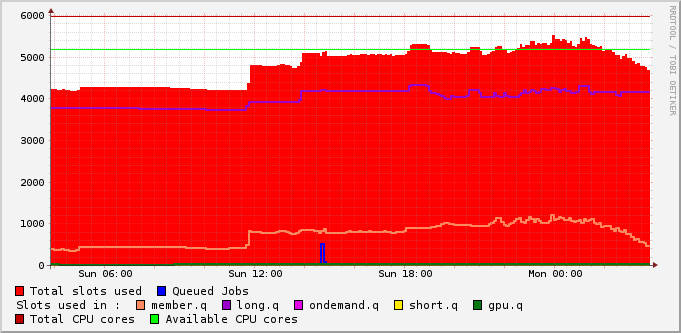 6000
5000
4000
3000
2000
1000
0
Sun 06:00 Sun 12:00 Sun 18:00 Mon 00:00
Total slots used Queued Jobs
Slots used in : member.q long.q ondemand.q short.q gpu.q
Total CPU cores Available CPU cores
RRDTOOL / TOBI OETIKER